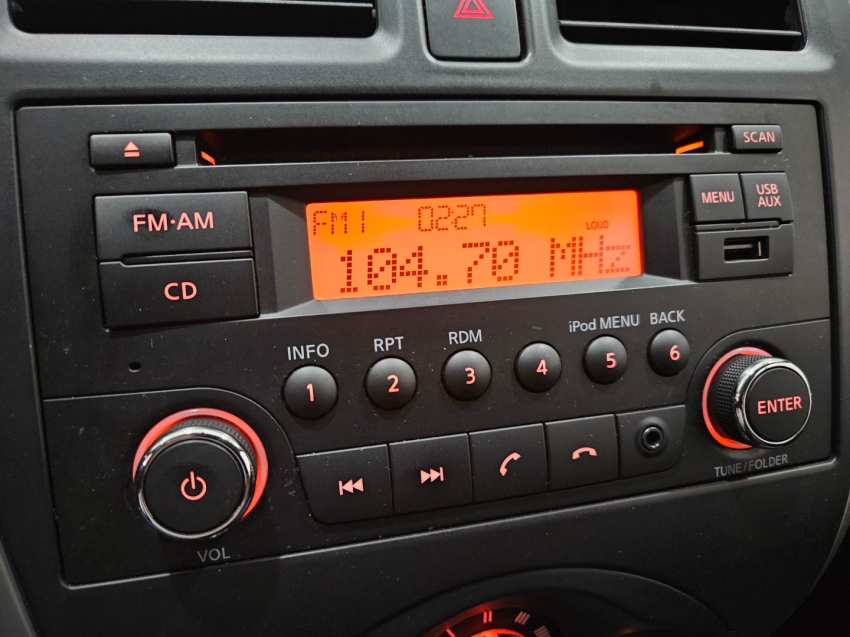 SCAN
FM·AM
MENU
USB
AUX
FM1 0227
LOUD
104.70 MHz
CD
INFO
RPT
RDM
iPod MENU
BACK
1
2
3
4
5
6
ENTER
TUNE/FOLDER
VOL